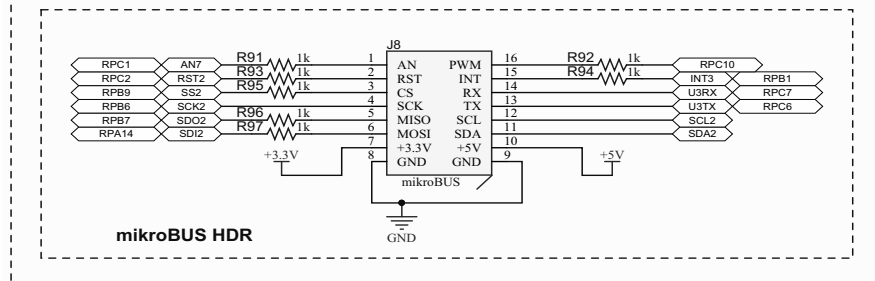 J8
RPC1 AN7 R91 1k 1 AN PWM 16 R92 1k RPC10
RPC2 RST2 R93 1k 2 RST INT 15 R94 1k INT3 RPB1
RPB9 SS2 R95 1k 3 CS RX 14 U3RX RPC7
RPB6 SCK2 4 SCK TX 13 U3TX RPC6
RPB7 SDO2 R96 1k 5 MISO SCL 12 SCL2
RPA14 SDI2 R97 1k 6 MOSI SDA 11 SDA2
+3.3V 7 +3.3V +5V 10 +5V
8 GND GND 9
mikroBUS
mikroBUS HDR
GND